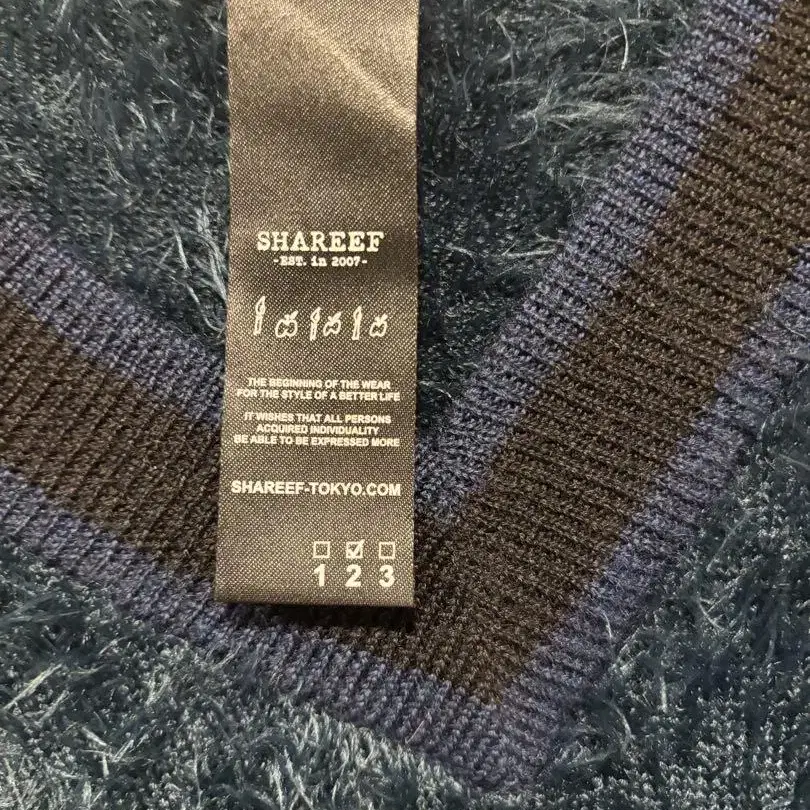 SHAREEF
-EST. in 2007-
THE BEGINNING OF THE WEAR
FOR THE STYLE OF A BETTER LIFE
IT WISHES THAT ALL PERSONS
ACQUIRED INDIVIDUALITY
BE ABLE TO BE EXPRESSED MORE
SHAREEF-TOKYO.COM
1 2 3